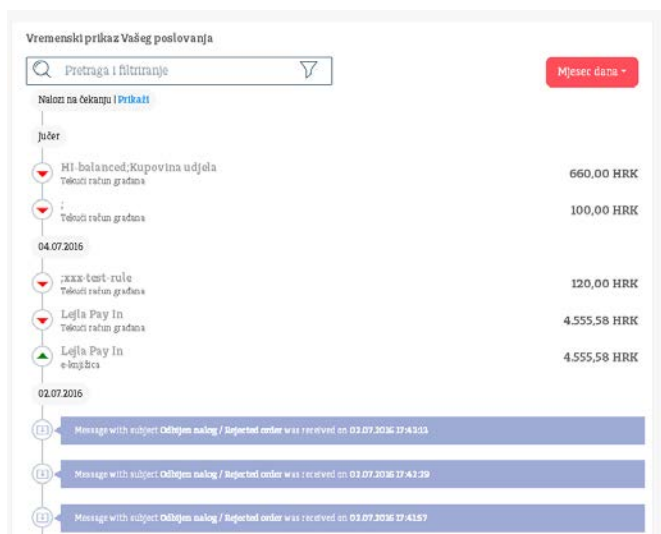 Vremenski prikaz Vašeg poslovanja
Pretraga i filtriranje
Mjesec dana
Nalozi na čekanju | Prikaži
Jučer
HI-balanced;Kupovina udjela
Tekući račun građana
660,00 HRK
;
Tekući račun građana
100,00 HRK
04.07.2016
;xxx-test-rule
Tekući račun građana
120,00 HRK
Lejla Pay In
Tekući račun građana
4.555,58 HRK
Lejla Pay In
e-knjižica
4.555,58 HRK
02.07.2016
Message with subject Odbijen nalog / Rejected order was received on 02.07.2016 17:43:13
Message with subject Odbijen nalog / Rejected order was received on 02.07.2016 17:42:29
Message with subject Odbijen nalog / Rejected order was received on 02.07.2016 17:41:57